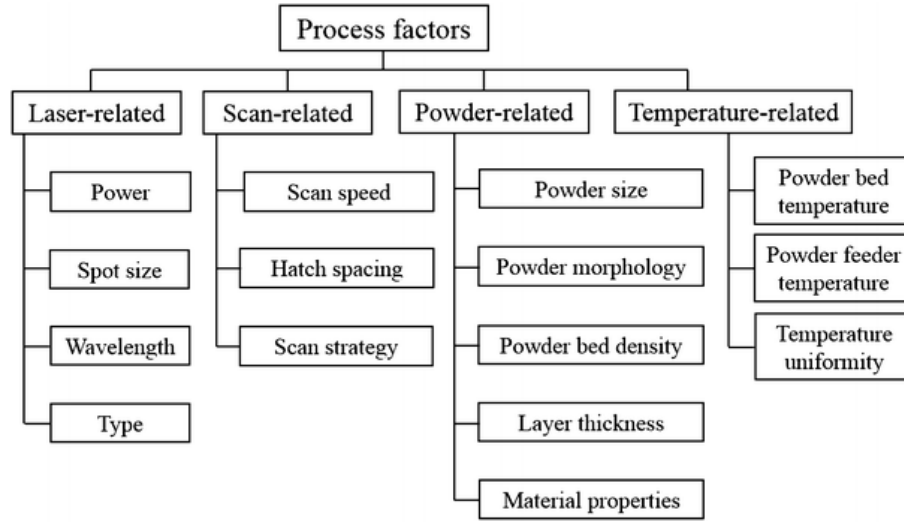 Process factors
Laser-related
Scan-related
Powder-related
Temperature-related
Power
Spot size
Wavelength
Type
Scan speed
Hatch spacing
Scan strategy
Powder size
Powder morphology
Powder bed density
Layer thickness
Material properties
Powder bed
temperature
Powder feeder
temperature
Temperature
uniformity